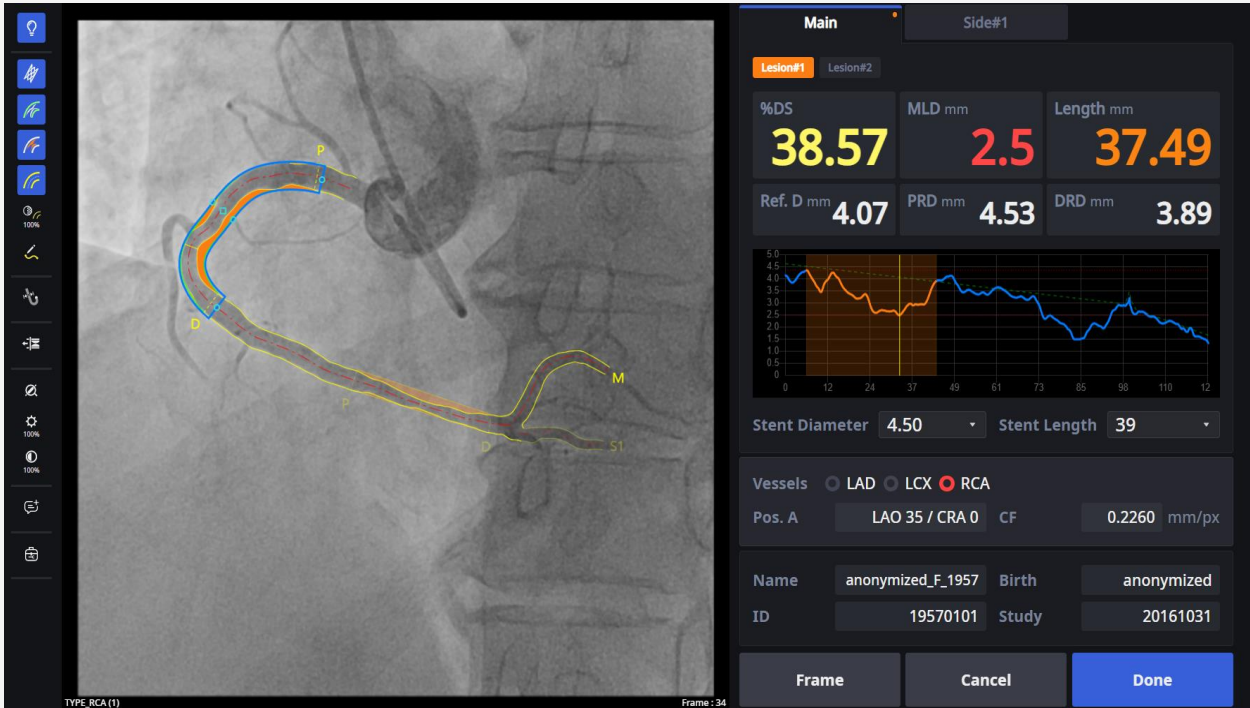 Main
Side#1
Lesion#1 Lesion#2
%DS
38.57
MLD mm
2.5
Length mm
37.49
Ref. D mm
4.07
PRD mm
4.53
DRD mm
3.89
5.0
4.5
4.0
3.5
3.0
2.5
2.0
1.5
1.0
0.5
0
0 12 24 37 49 61 73 85 98 110 12
Stent Diameter 4.50 Stent Length 39
Vessels LAD LCX RCA
Pos. A LAO 35 / CRA 0 CF 0.2260 mm/px
Name anonymized_F_1957 Birth anonymized
ID 19570101 Study 20161031
Frame Cancel Done
100%
100%
100%
P
D
P
D
M
S1
TYPE_RCA (1)
Frame : 34